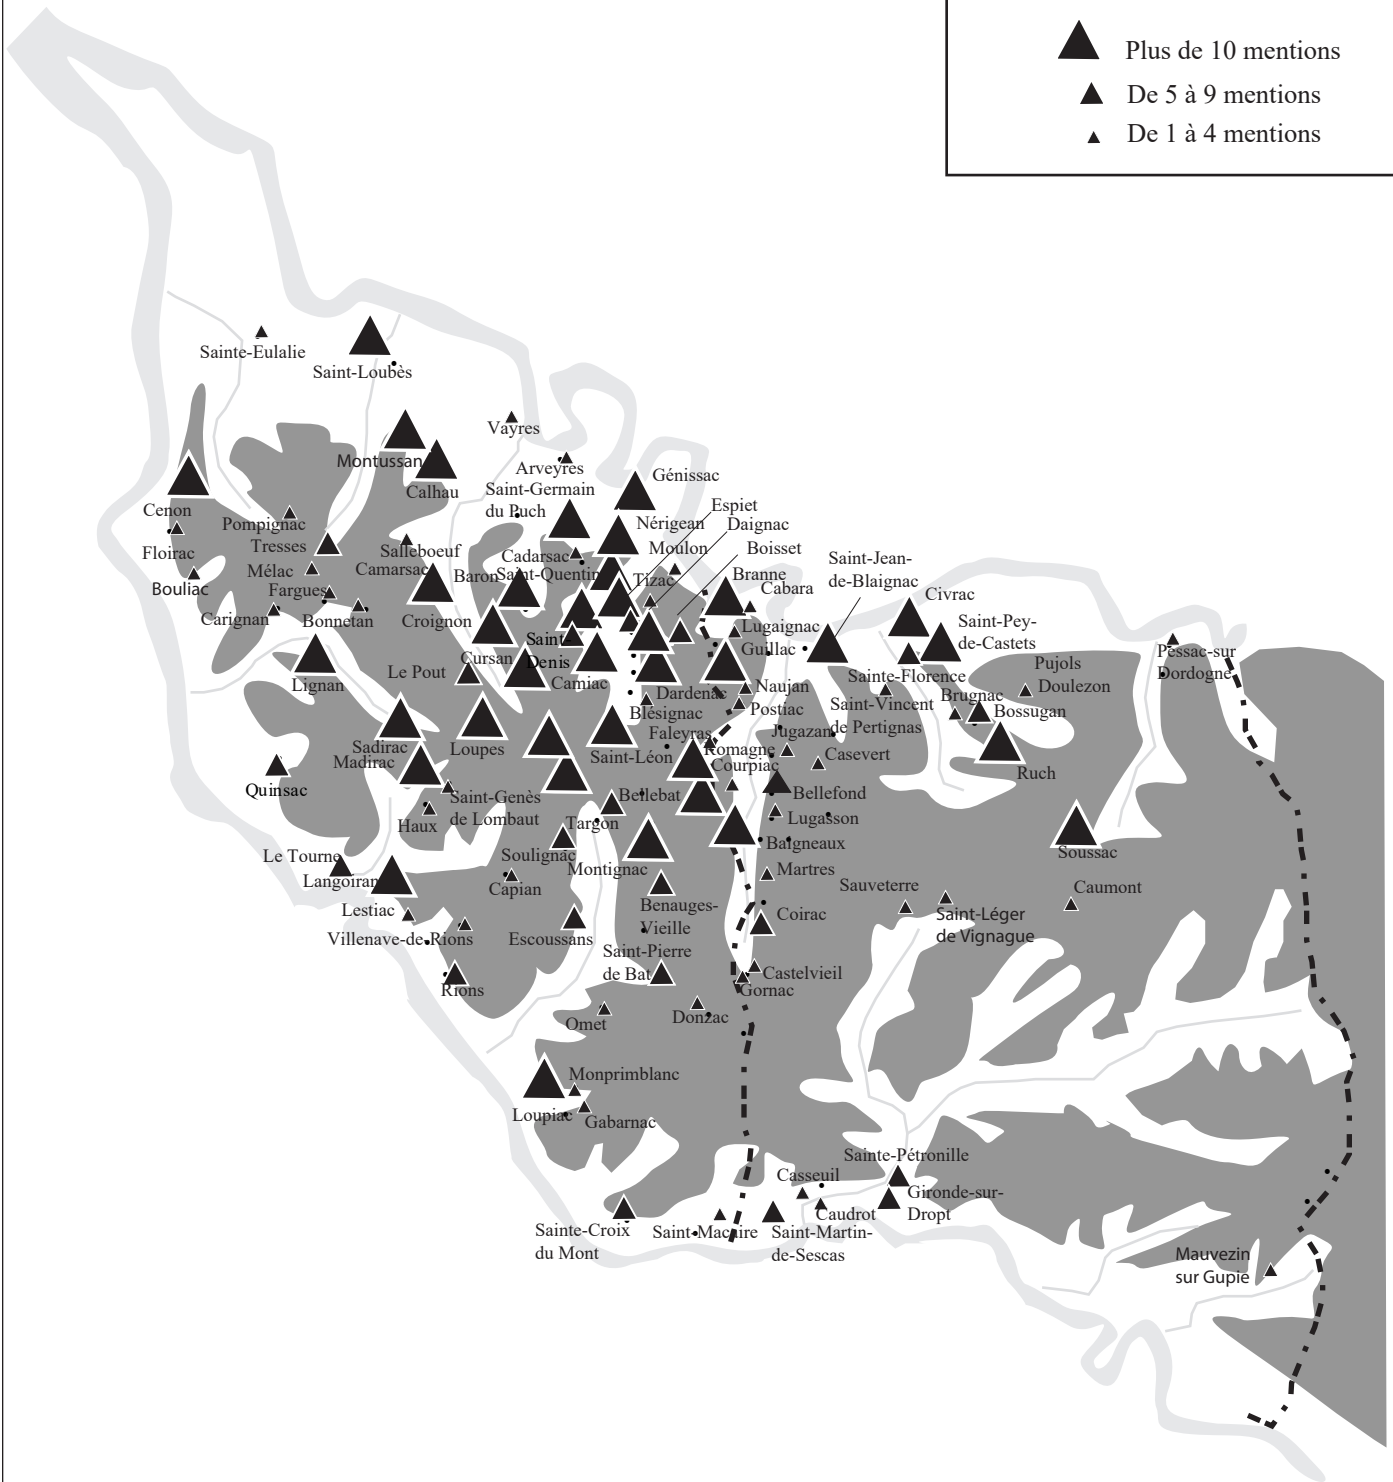 Plus de 10 mentions
De 5 à 9 mentions
De 1 à 4 mentions
Sainte-Eulalie
Saint-Loubès
Vayres
Montussan
Arveyres
Calhau
Saint-Germain
du Puch
Génissac
Cenon
Espiet
Pompignac
Nérigean
Daignac
Floirac
Tresses
Salleboeuf
Cadarsac
Moulon
Boisset
Saint-Jean-
de-Blaignac
Mélac
Camarsac
Baron
Saint-Quentin
Tizac
Branne
Bouliac
Fargues
Cabara
Civrac
Carignan
Bonnetan
Croignon
Lugaignac
Saint-Pey-
de-Castets
Saint-
Denis
Guillac
Pessac-sur
Dordogne
Lignan
Le Pout
Cursan
Camiac
Sainte-Florence
Pujols
Doulezon
Dardenac
Naujan
Brugnac
Blésignac
Postiac
Saint-Vincent
de Pertignas
Bossugan
Sadirac
Loupes
Faleyras
Jugazan
Madirac
Saint-Léon
Romagne
Courpiac
Casevert
Ruch
Quinsac
Saint-Genès
de Lombaut
Bellebat
Bellefond
Haux
Targon
Lugasson
Le Tourne
Soulignac
Montignac
Baigneaux
Soussac
Langoiran
Capian
Martres
Sauveterre
Caumont
Lestiac
Benauges-
Vieille
Coirac
Saint-Léger
de Vignague
Villenave-de-Rions
Escoussans
Saint-Pierre
de Bat
Castelvieil
Rions
Gornac
Omet
Donzac
Monprimblanc
Loupiac
Gabarnac
Sainte-Pétronille
Casseuil
Gironde-sur-
Dropt
Caudrot
Sainte-Croix
du Mont
Saint-Macaire
Saint-Martin-
de-Sescas
Mauvezin
sur Gupie